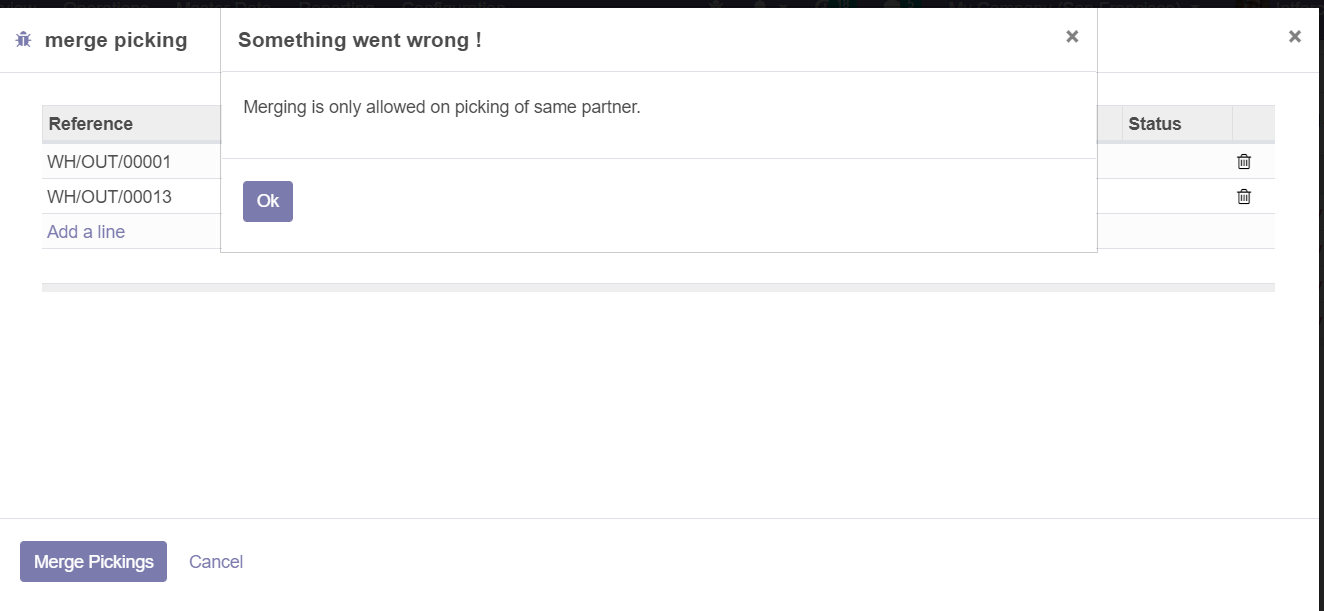 merge picking
Something went wrong !
×
×
Merging is only allowed on picking of same partner.
Reference
Status
WH/OUT/00001
WH/OUT/00013
Add a line
Ok
Merge Pickings
Cancel